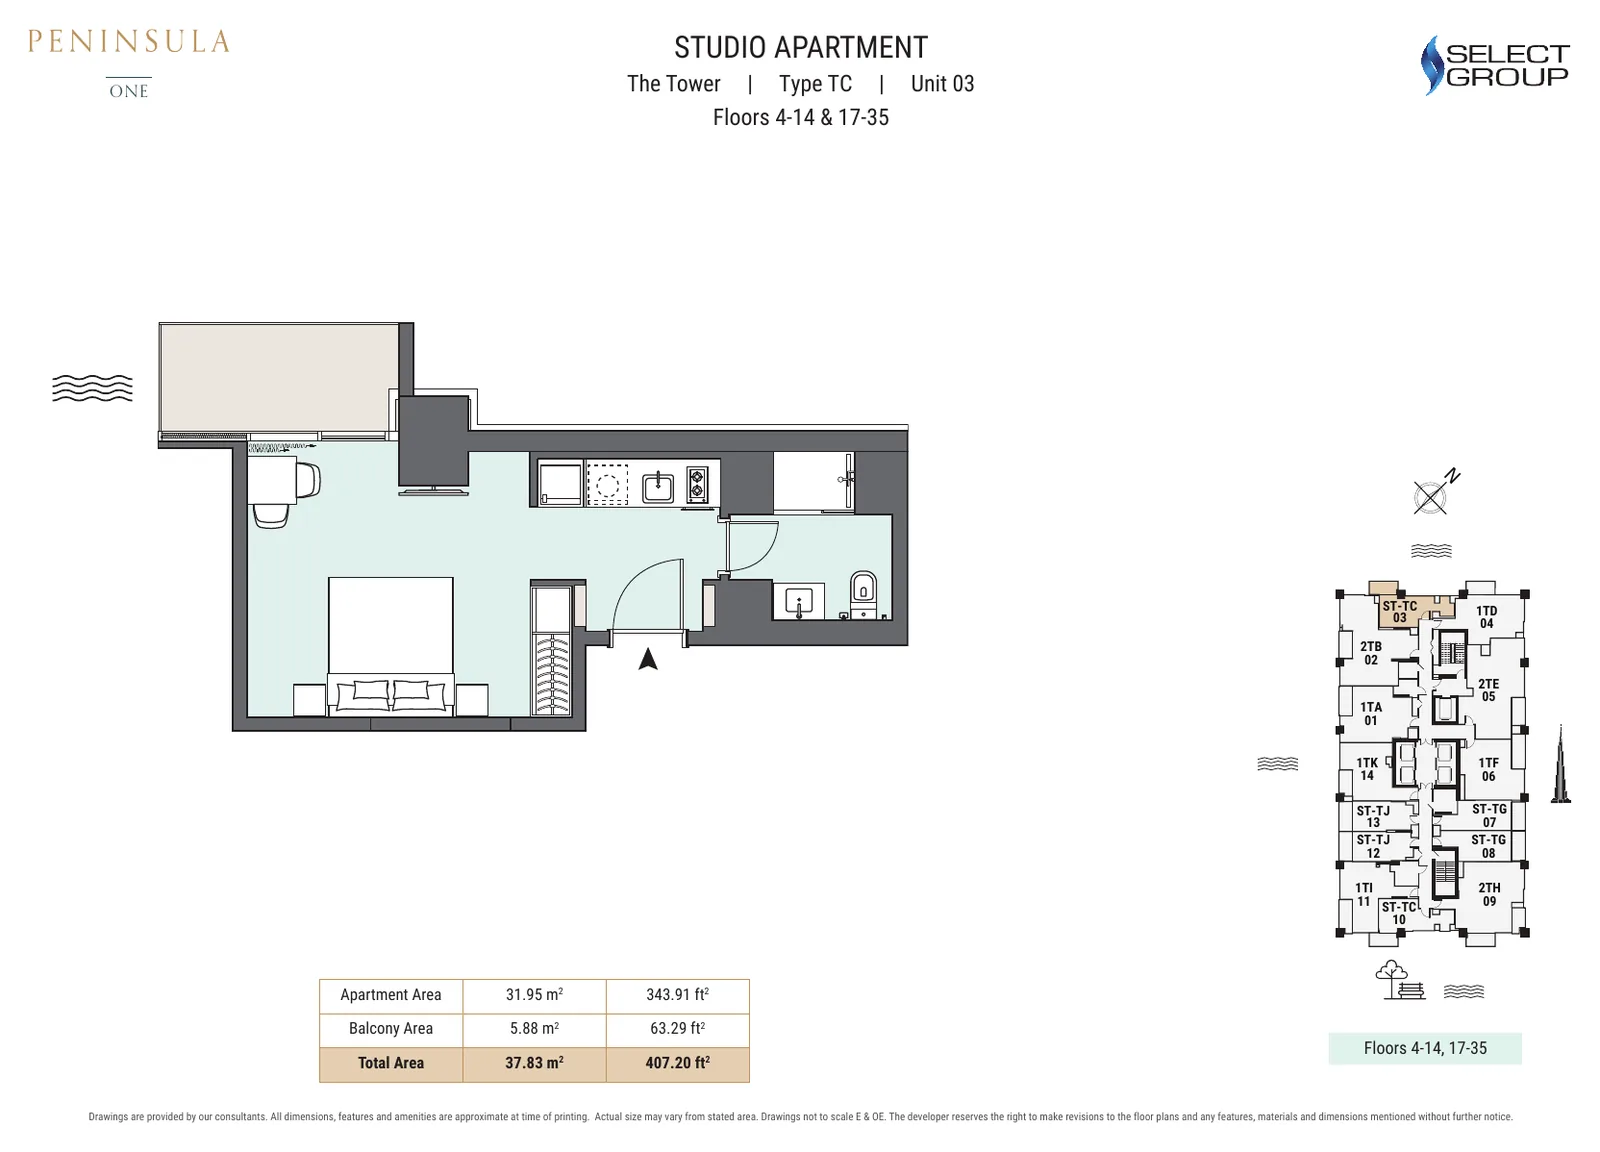 PENINSULA
ONE
STUDIO APARTMENT
The Tower | Type TC | Unit 03
Floors 4-14 & 17-35
SELECT
GROUP
N
ST-TC
03
1TD
04
2TB
02
2TE
05
1TA
01
1TK
14
1TF
06
ST-TJ
13
ST-TG
07
ST-TJ
12
ST-TG
08
1TI
11
2TH
09
ST-TC
10
Floors 4-14, 17-35
Apartment Area 31.95 m² 343.91 ft²
Balcony Area 5.88 m² 63.29 ft²
Total Area 37.83 m² 407.20 ft²
Drawings are provided by our consultants. All dimensions, features and amenities are approximate at time of printing. Actual size may vary from stated area. Drawings not to scale E & OE. The developer reserves the right to make revisions to the floor plans and any features, materials and dimensions mentioned without further notice.